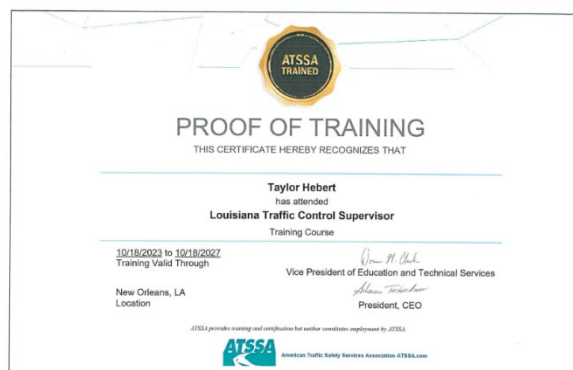 ATSSA
TRAINED
PROOF OF TRAINING
THIS CERTIFICATE HEREBY RECOGNIZES THAT
Taylor Hebert
has attended
Louisiana Traffic Control Supervisor
Training Course
10/18/2023 to 10/18/2027
Training Valid Through
Vice President of Education and Technical Services
New Orleans, LA
Location
President, CEO
ATSSA provides training and certification but neither constitutes employment by ATSSA.
ATSSA
American Traffic Safety Services Association ATSSA.com